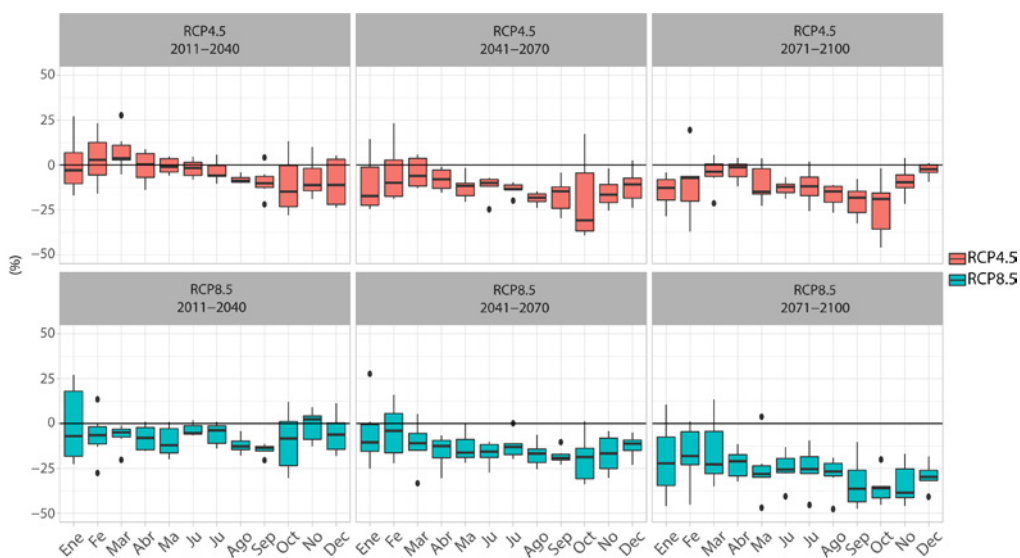 RCP4.5
2011–2040
RCP4.5
2041–2070
RCP4.5
2071–2100
50
25
0
−25
−50
(%)
RCP4.5
RCP8.5
RCP8.5
2011–2040
RCP8.5
2041–2070
RCP8.5
2071–2100
50
25
0
−25
−50
Ene Fe Mar Abr Ma Ju Ju Ago Sep Oct No Dec
Ene Fe Mar Abr Ma Ju Ju Ago Sep Oct No Dec
Ene Fe Mar Abr Ma Ju Ju Ago Sep Oct No Dec